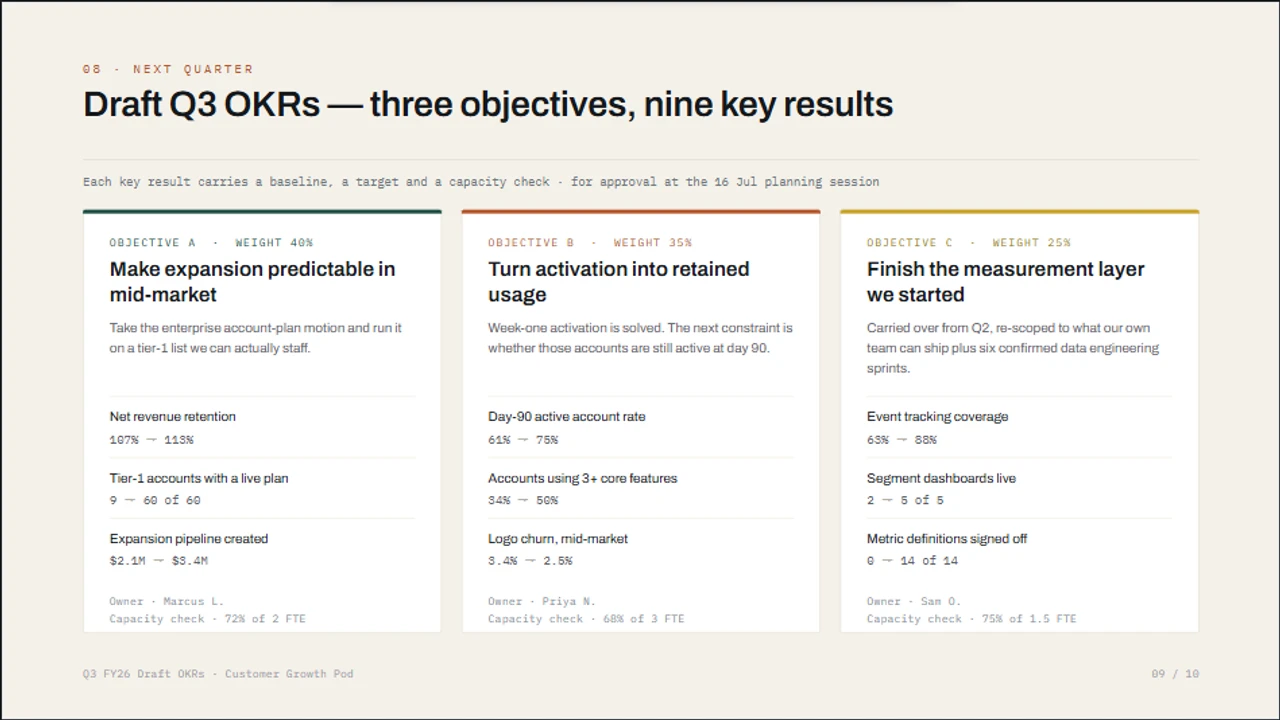 08 · NEXT QUARTER
Draft Q3 OKRs — three objectives, nine key results
Each key result carries a baseline, a target and a capacity check · for approval at the 16 Jul planning session
OBJECTIVE A · WEIGHT 40%
Make expansion predictable in
mid-market
Take the enterprise account-plan motion and run it
on a tier-1 list we can actually staff.
Net revenue retention
107% → 113%
Tier-1 accounts with a live plan
9 → 60 of 60
Expansion pipeline created
$2.1M → $3.4M
Owner · Marcus L.
Capacity check · 72% of 2 FTE
OBJECTIVE B · WEIGHT 35%
Turn activation into retained
usage
Week-one activation is solved. The next constraint is
whether those accounts are still active at day 90.
Day-90 active account rate
61% → 75%
Accounts using 3+ core features
34% → 50%
Logo churn, mid-market
3.4% → 2.5%
Owner · Priya N.
Capacity check · 68% of 3 FTE
OBJECTIVE C · WEIGHT 25%
Finish the measurement layer
we started
Carried over from Q2, re-scoped to what our own
team can ship plus six confirmed data engineering
sprints.
Event tracking coverage
63% → 88%
Segment dashboards live
2 → 5 of 5
Metric definitions signed off
0 → 14 of 14
Owner · Sam O.
Capacity check · 75% of 1.5 FTE
Q3 FY26 Draft OKRs · Customer Growth Pod
09 / 10